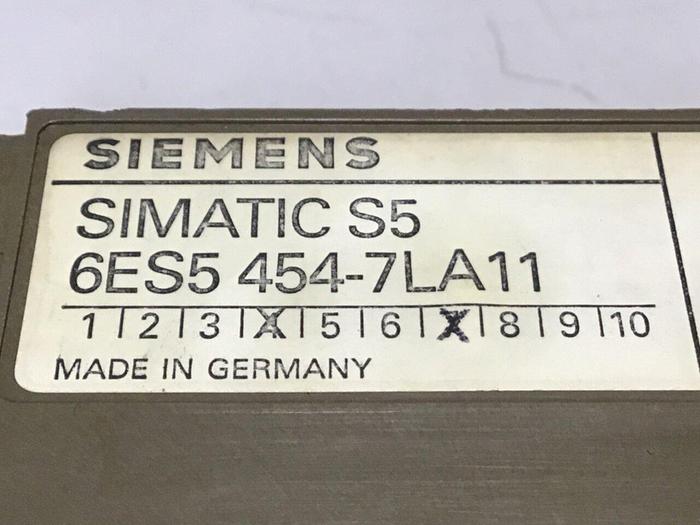 SIEMENS
SIMATIC S5
6ES5 454-7LA11
1 | 2 | 3 | X | 5 | 6 | X | 8 | 9 | 10
MADE IN GERMANY